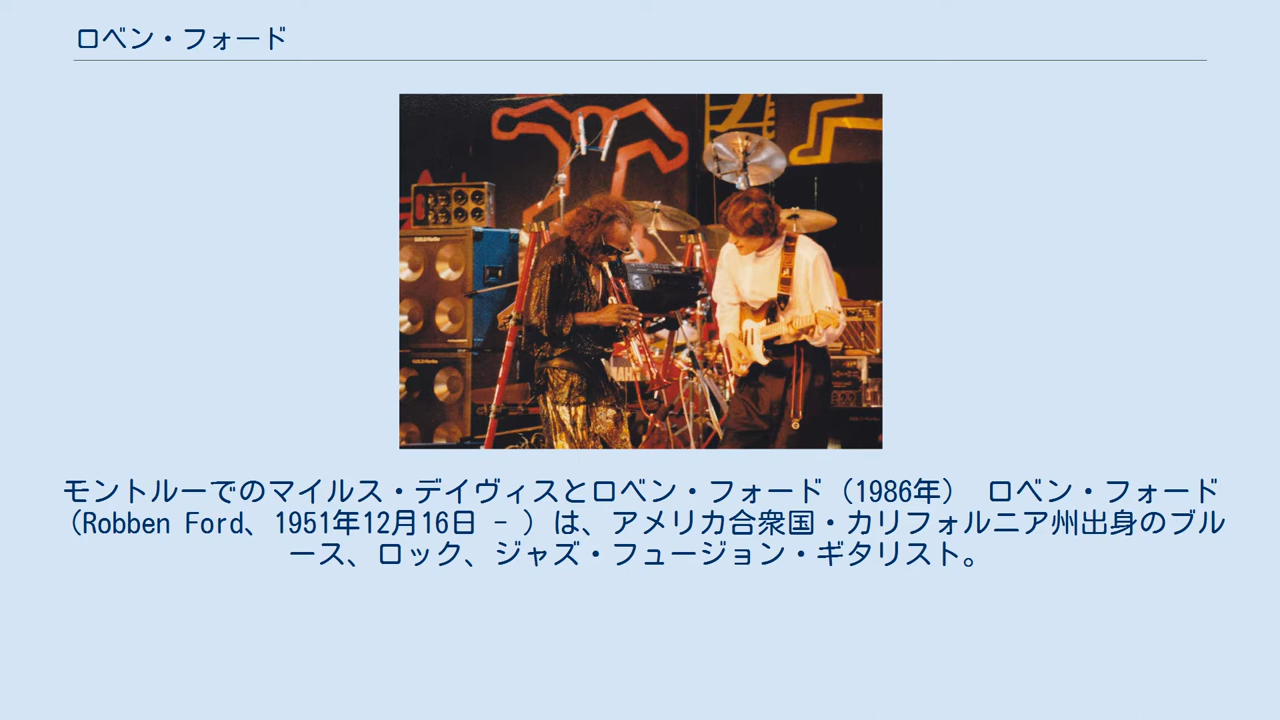 ロベン・フォード
モントルーでのマイルス・デイヴィスとロベン・フォード（1986年） ロベン・フォード
（Robben Ford、1951年12月16日 - ）は、アメリカ合衆国・カリフォルニア州出身のブル
ース、ロック、ジャズ・フュージョン・ギタリスト。